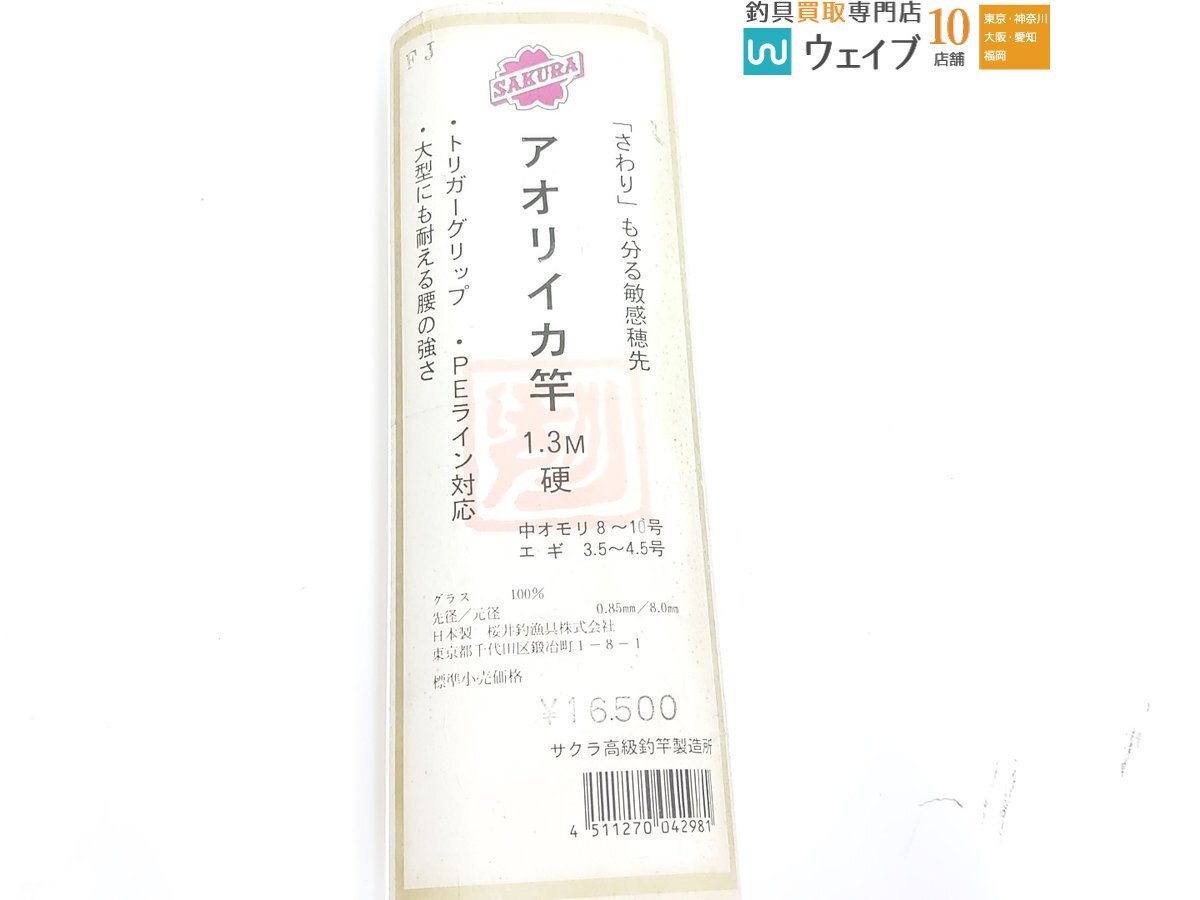 釣具買取専門店
ウェイブ
10
店舗
東京・神奈川
大阪・愛知
福岡
FJ
SAKURA
「さわり」も分る敏感穂先
アオリイカ竿
1.3M
硬
・トリガーグリップ ・PEライン対応
・大型にも耐える腰の強さ
中オモリ 8〜10号
エギ 3.5〜4.5号
グラス 100%
先径/元径 0.85mm/8.0mm
日本製 桜井釣漁具株式会社
東京都千代田区鍛冶町1-8-1
標準小売価格
¥16.500
サクラ高級釣竿製造所
4 511270 042981